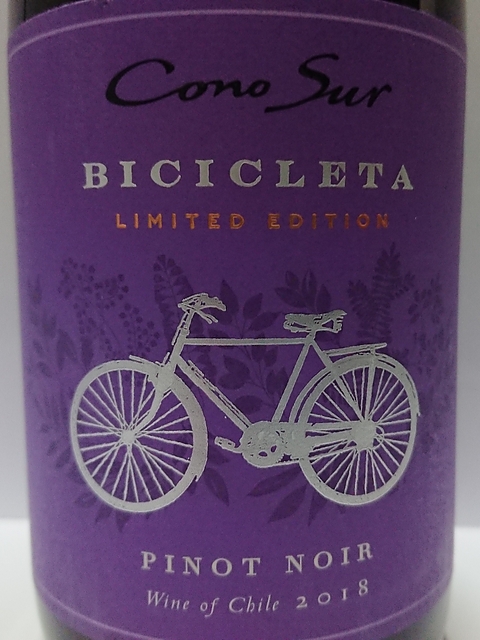 Cono Sur
BICICLETA
LIMITED EDITION
PINOT NOIR
Wine of Chile 2018